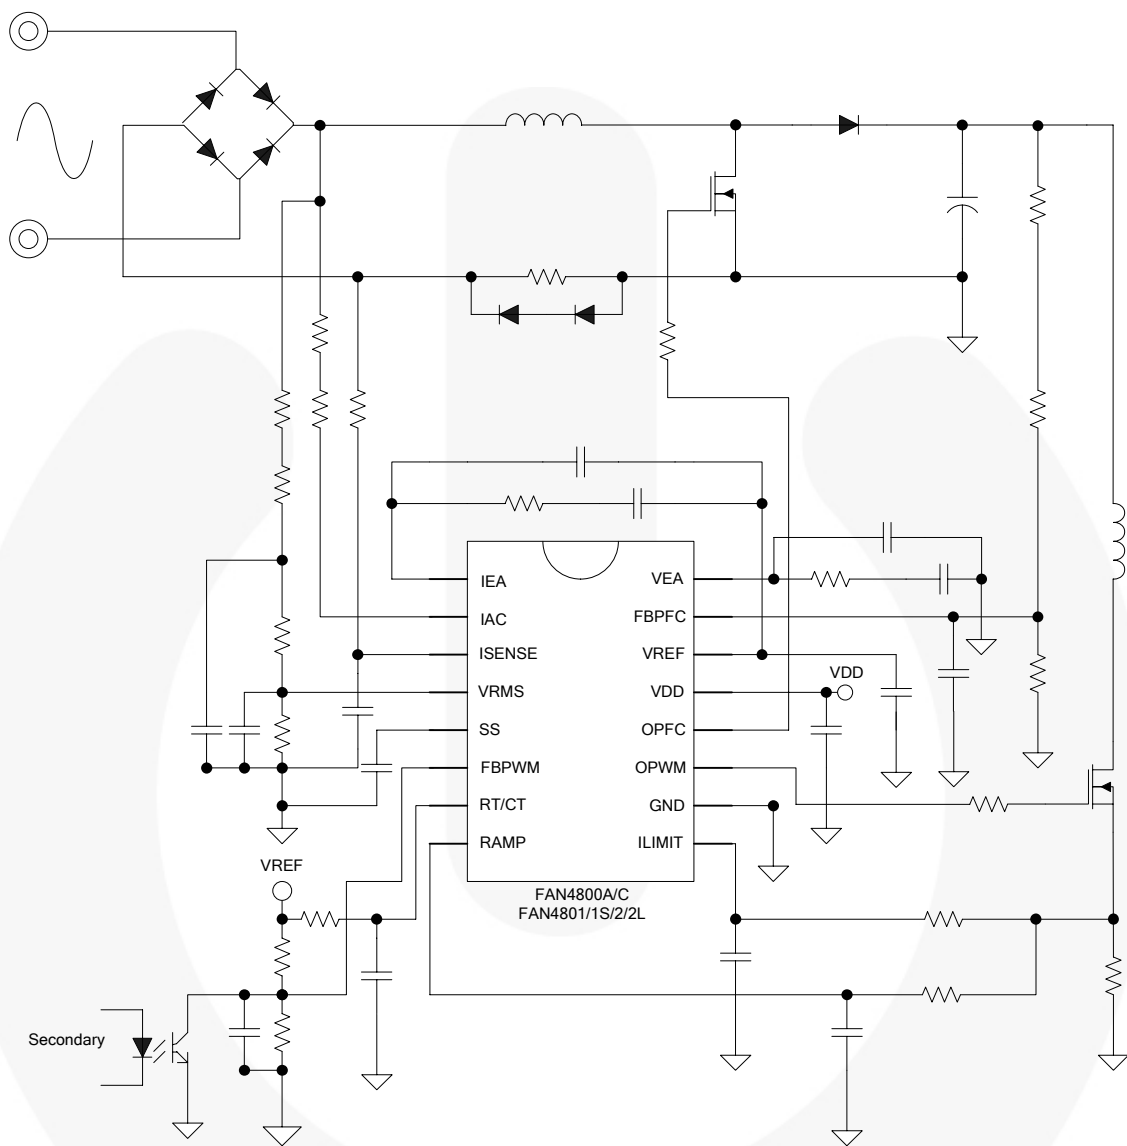 IEA
VEA
IAC
FBPFC
ISENSE
VREF
VRMS
VDD
VDD
SS
OPFC
FBPWM
OPWM
RT/CT
GND
RAMP
ILIMIT
VREF
FAN4800A/C
FAN4801/1S/2/2L
Secondary